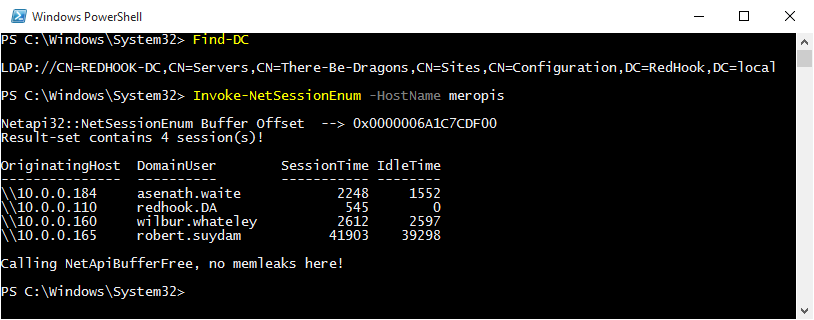 Windows PowerShell
PS C:\Windows\System32> Find-DC
LDAP://CN=REDHOOK-DC,CN=Servers,CN=There-Be-Dragons,CN=Sites,CN=Configuration,DC=RedHook,DC=local
PS C:\Windows\System32> Invoke-NetSessionEnum -HostName meropis
Netapi32::NetSessionEnum Buffer Offset  --> 0x0000006A1C7CDF00
Result-set contains 4 session(s)!
OriginatingHost  DomainUser        SessionTime IdleTime
---------------  ----------        ----------- --------
\\10.0.0.184     asenath.waite            2248     1552
\\10.0.0.110     redhook.DA                545        0
\\10.0.0.160     wilbur.whateley          2612     2597
\\10.0.0.165     robert.suydam           41903    39298
Calling NetApiBufferFree, no memleaks here!
PS C:\Windows\System32>